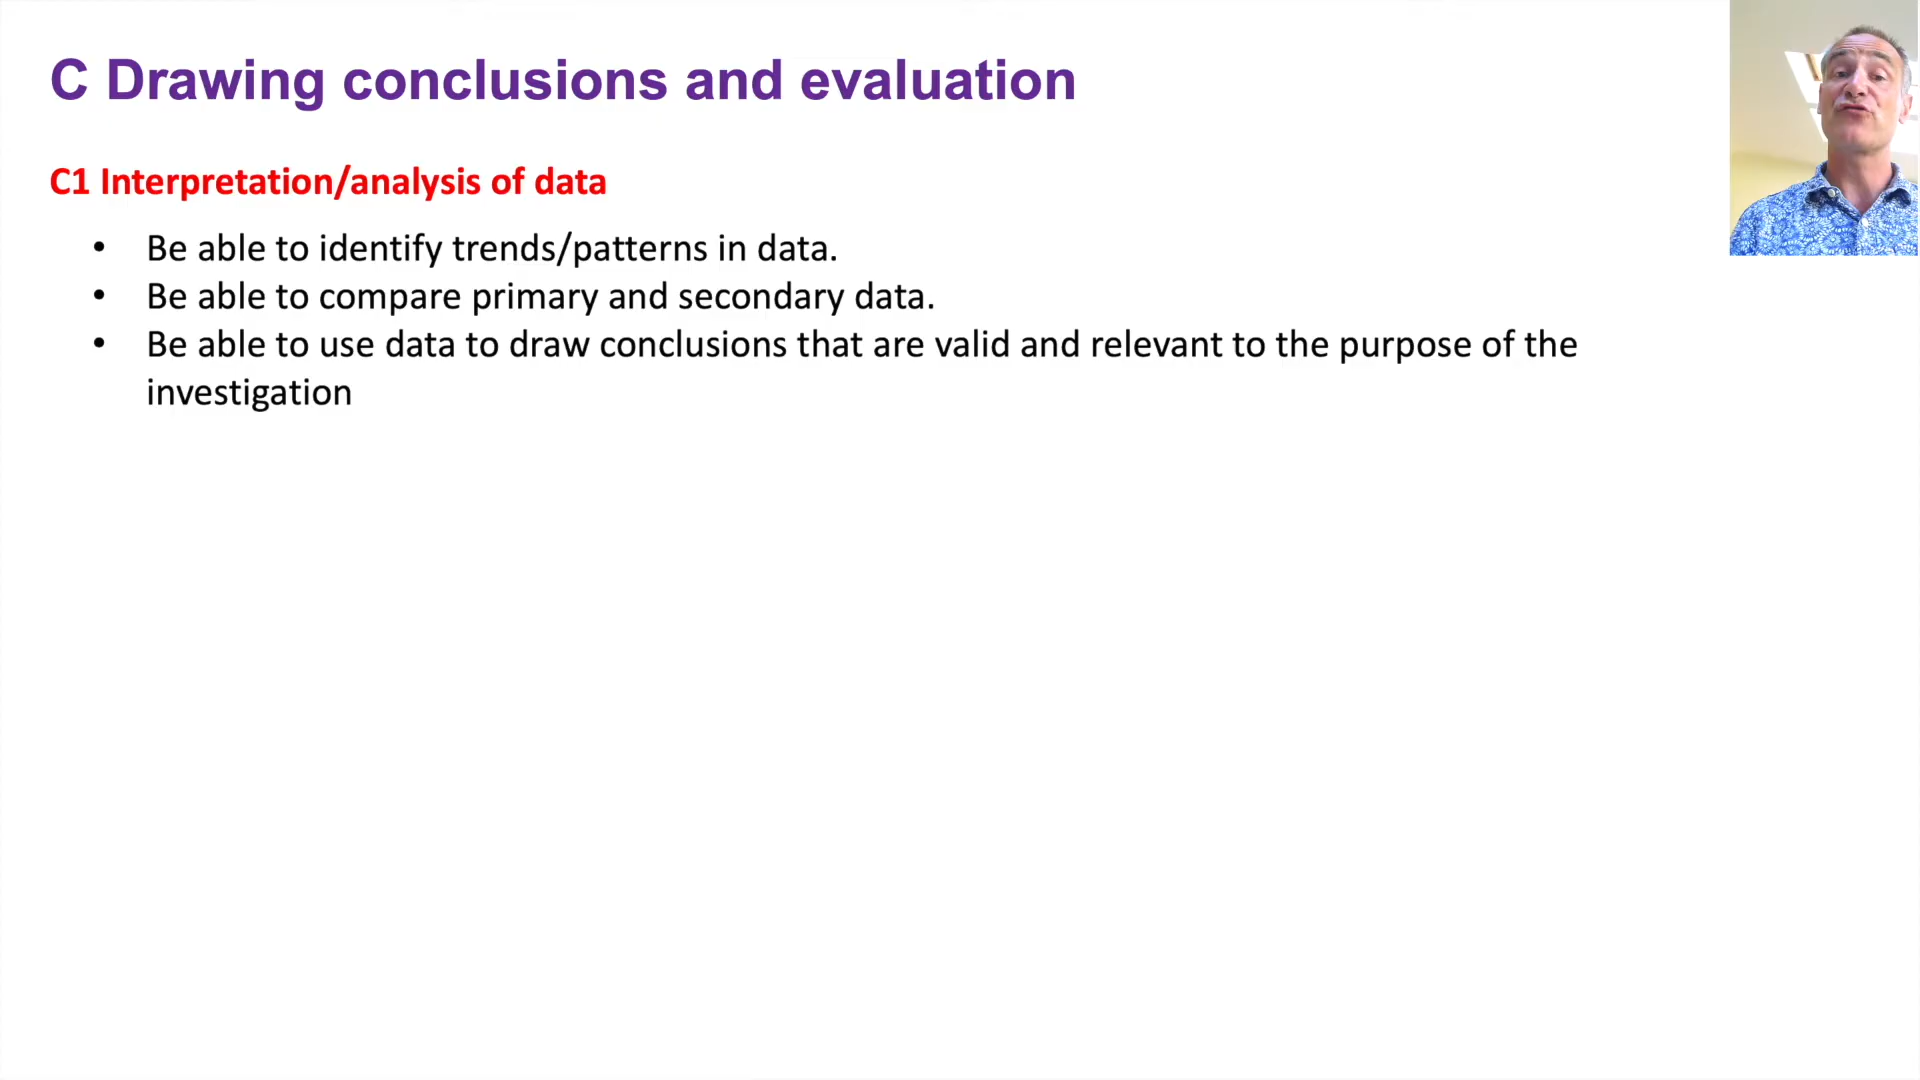 C Drawing conclusions and evaluation
C1 Interpretation/analysis of data
• Be able to identify trends/patterns in data.
• Be able to compare primary and secondary data.
• Be able to use data to draw conclusions that are valid and relevant to the purpose of the
investigation